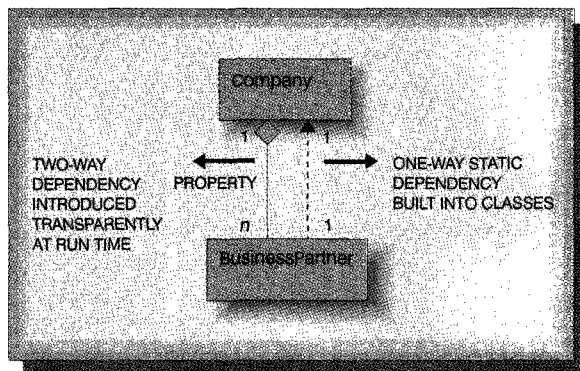 Company
1
1
TWO-WAY
DEPENDENCY
INTRODUCED
TRANSPARENTLY
AT RUN TIME
PROPERTY
ONE-WAY STATIC
DEPENDENCY
BUILT INTO CLASSES
n
1
BusinessPartner